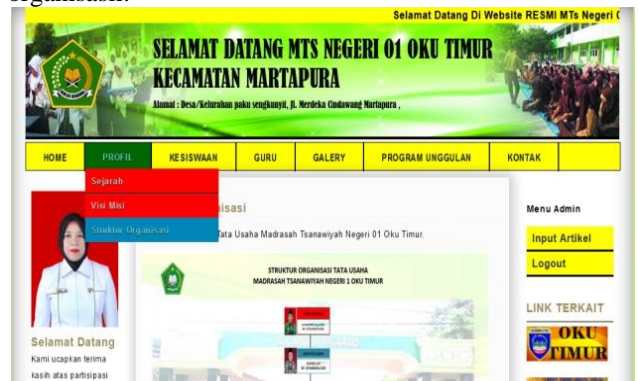 organisasi.
Selamat Datang Di Website RESMI MTs Negeri
SELAMAT DATANG MTS NEGERI 01 OKU TIMUR
KECAMATAN MARTAPURA
Alamat : Desa/Kelurahan paku sengkunyit, Jl. Merdeka Cindawang Martapura ,
HOME PROFIL KESISWAAN GURU GALERY PROGRAM UNGGULAN KONTAK
Sejarah
Visi Misi
Struktur Organisasi
isasi
Tata Usaha Madrasah Tsanawiyah Negeri 01 Oku Timur.
STRUKTUR ORGANISASI TATA USAHA
MADRASAH TSANAWIYAH NEGERI 1 OKU TIMUR
Menu Admin
Input Artikel
Logout
LINK TERKAIT
OKU
TIMUR
Selamat Datang
Kami ucapkan terima
kasih atas partisipasi